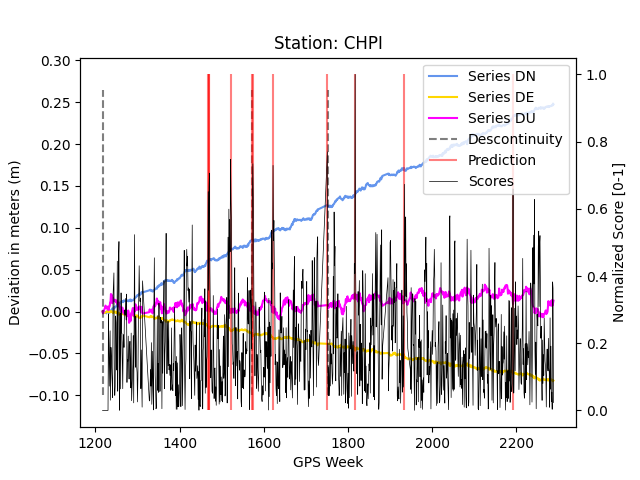 Station: CHPI
0.30
0.25
0.20
0.15
0.10
0.05
0.00
−0.05
−0.10
Deviation in meters (m)
Series DN
Series DE
Series DU
Descontinuity
Prediction
Scores
1.0
0.8
0.6
0.4
0.2
0.0
Normalized Score [0-1]
1200
1400
1600
1800
2000
2200
GPS Week